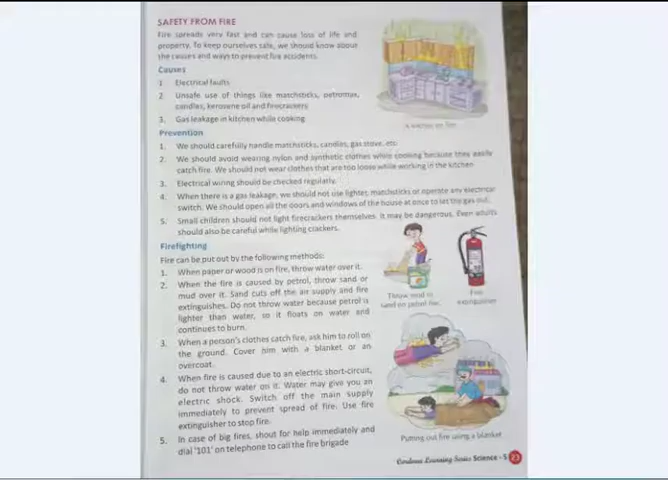 SAFETY FROM FIRE
Fire spreads very fast and can cause loss of life and
property. To keep ourselves safe, we should know about
the causes and ways to prevent fire accidents.
Causes
1. Electrical faults
2. Unsafe use of things like matchsticks, petromax,
candles, kerosene oil and firecrackers
3. Gas leakage in kitchen while cooking
A kitchen on fire
Prevention
1. We should carefully handle matchsticks, candles, gas stove, etc.
2. We should avoid wearing nylon and synthetic clothes while cooking because they easily
catch fire. We should not wear clothes that are too loose while working in the kitchen.
3. Electrical wiring should be checked regularly.
4. When there is a gas leakage, we should not use lighter, matchsticks or operate any electrical
switch. We should open all the doors and windows of the house at once to let the gas out.
5. Small children should not light firecrackers themselves. It may be dangerous. Even adults
should also be careful while lighting crackers.
Firefighting
Fire can be put out by the following methods:
1. When paper or wood is on fire, throw water over it.
2. When the fire is caused by petrol, throw sand or
mud over it. Sand cuts off the air supply and fire
extinguishes. Do not throw water because petrol is
lighter than water, so it floats on water and
continues to burn.
3. When a person's clothes catch fire, ask him to roll on
the ground. Cover him with a blanket or an
overcoat.
4. When fire is caused due to an electric short-circuit,
do not throw water on it. Water may give you an
electric shock. Switch off the main supply
immediately to prevent spread of fire. Use fire
extinguisher to stop fire.
5. In case of big fires, shout for help immediately and
dial '101' on telephone to call the fire brigade
Throw mud or
sand on petrol fire
Fire
extinguisher
Putting out fire using a blanket
Learning Series Science - 5 23